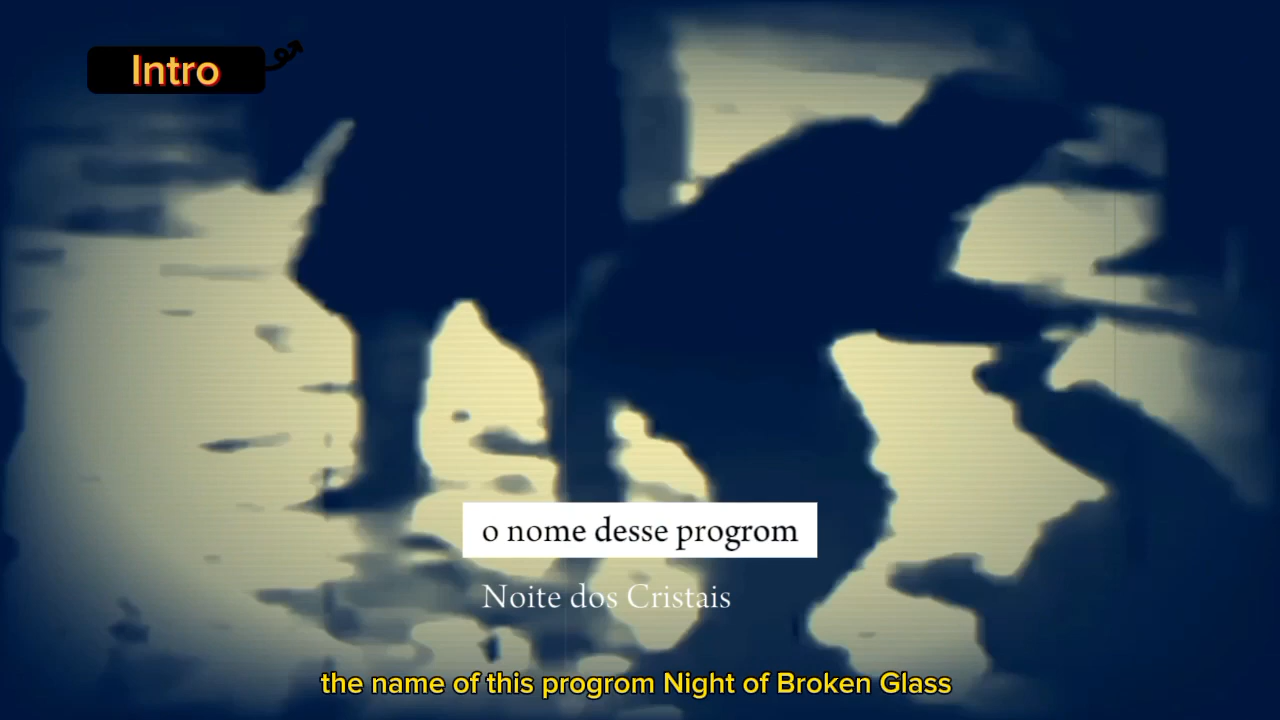 Intro
o nome desse progrom
Noite dos Cristais
the name of this progrom Night of Broken Glass